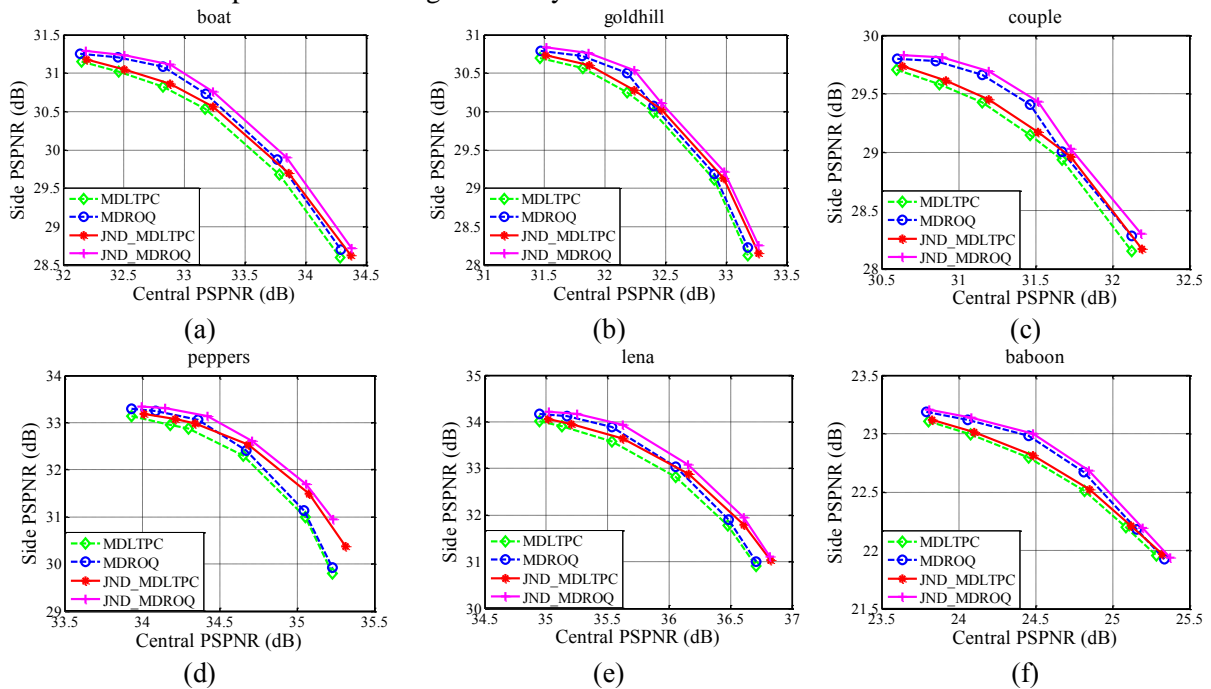 boat
31.5
31
30.5
30
29.5
29
28.5
32
32.5
33
33.5
34
34.5
Side PSPNR (dB)
Central PSPNR (dB)
MDLTPC
MDROQ
JND_MDLTPC
JND_MDROQ
(a)
goldhill
31
30.5
30
29.5
29
28.5
28
31
31.5
32
32.5
33
33.5
Side PSPNR (dB)
Central PSPNR (dB)
MDLTPC
MDROQ
JND_MDLTPC
JND_MDROQ
(b)
couple
30
29.5
29
28.5
28
30.5
31
31.5
32
32.5
Side PSPNR (dB)
Central PSPNR (dB)
MDLTPC
MDROQ
JND_MDLTPC
JND_MDROQ
(c)
peppers
34
33
32
31
30
29
33.5
34
34.5
35
35.5
Side PSPNR (dB)
Central PSPNR (dB)
MDLTPC
MDROQ
JND_MDLTPC
JND_MDROQ
(d)
lena
35
34
33
32
31
30
34.5
35
35.5
36
36.5
37
Side PSPNR (dB)
Central PSPNR (dB)
MDLTPC
MDROQ
JND_MDLTPC
JND_MDROQ
(e)
baboon
23.5
23
22.5
22
21.5
23.5
24
24.5
25
25.5
Side PSPNR (dB)
Central PSPNR (dB)
MDLTPC
MDROQ
JND_MDLTPC
JND_MDROQ
(f)